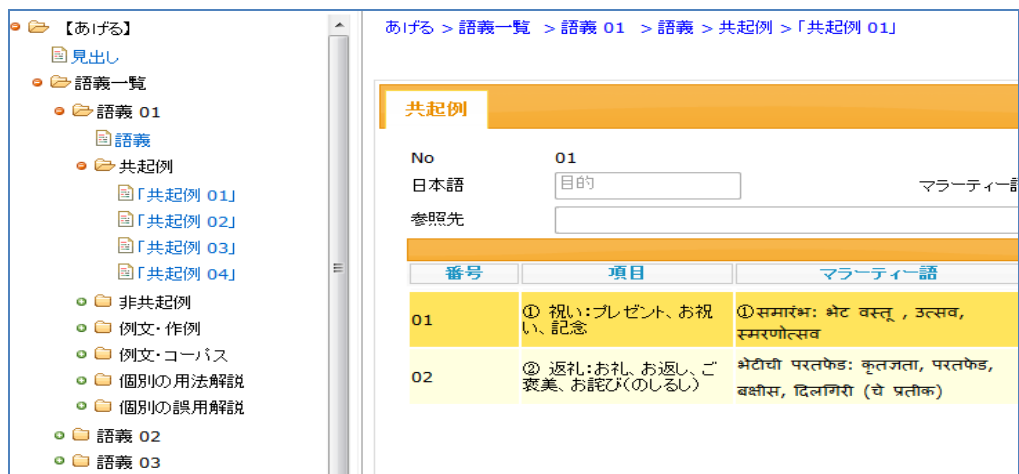 【あげる】
見出し
語義一覧
語義 01
語義
共起例
「共起例 01」
「共起例 02」
「共起例 03」
「共起例 04」
非共起例
例文・作例
例文・コーパス
個別の用法解説
個別の誤用解説
語義 02
語義 03
あげる > 語義一覧 > 語義 01 > 語義 > 共起例 > 「共起例 01」
共起例
No 01
日本語 目的 マラーティー語
参照先
番号 項目 マラーティー語
01 ① 祝い:プレゼント、お祝 ①समारंभ: भेट वस्तू , उत्सव,
い、記念 स्मरणोत्सव
02 ② 返礼:お礼、お返し、ご भेटीची परतफेड: कृतज्ञता, परतफेड,
褒美、お詫び(のしるし) बक्षीस, दिलगिरी (चे प्रतीक)